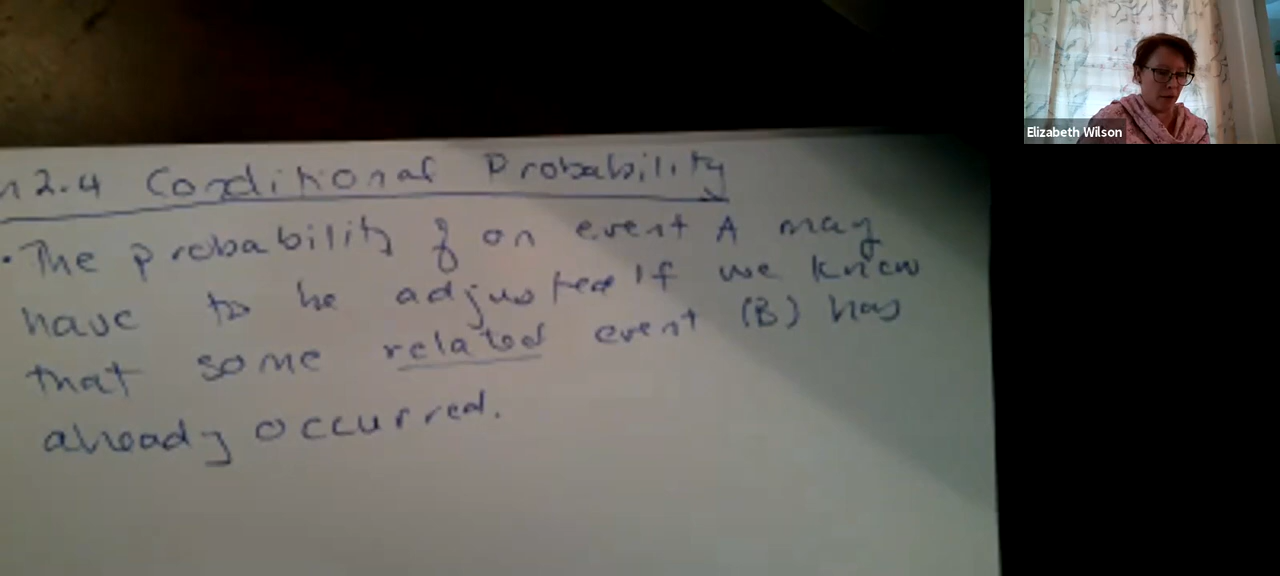 2.4 Conditional Probability
• The probability of an event A may
have to be adjusted if we know
that some related event (B) has
already occurred.
Elizabeth Wilson